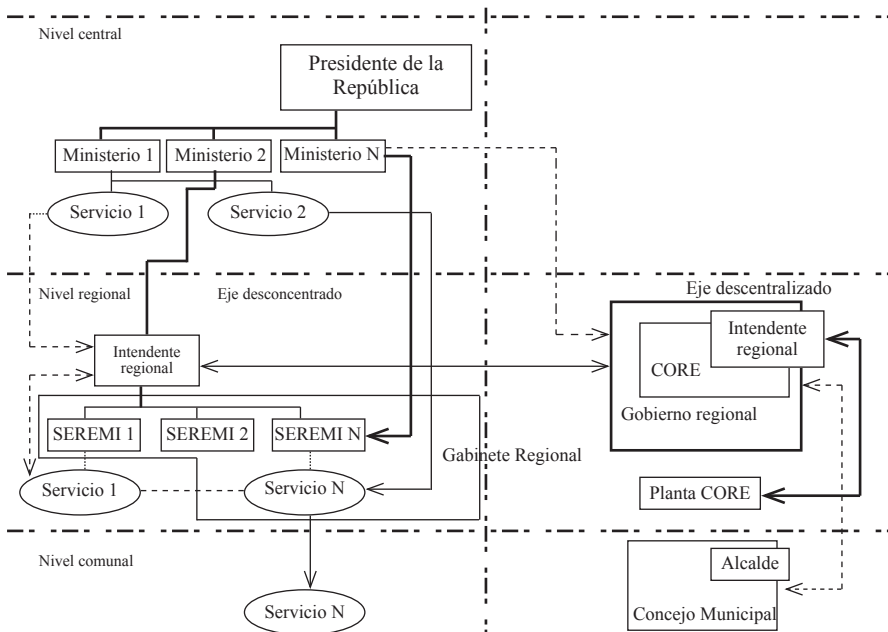 Nivel central
Presidente de la
República
Ministerio 1
Ministerio 2
Ministerio N
Servicio 1
Servicio 2
Nivel regional
Eje desconcentrado
Eje descentralizado
Intendente
regional
Intendente
regional
CORE
Gobierno regional
SEREMI 1
SEREMI 2
SEREMI N
Gabinete Regional
Servicio 1
Servicio N
Planta CORE
Nivel comunal
Alcalde
Concejo Municipal
Servicio N